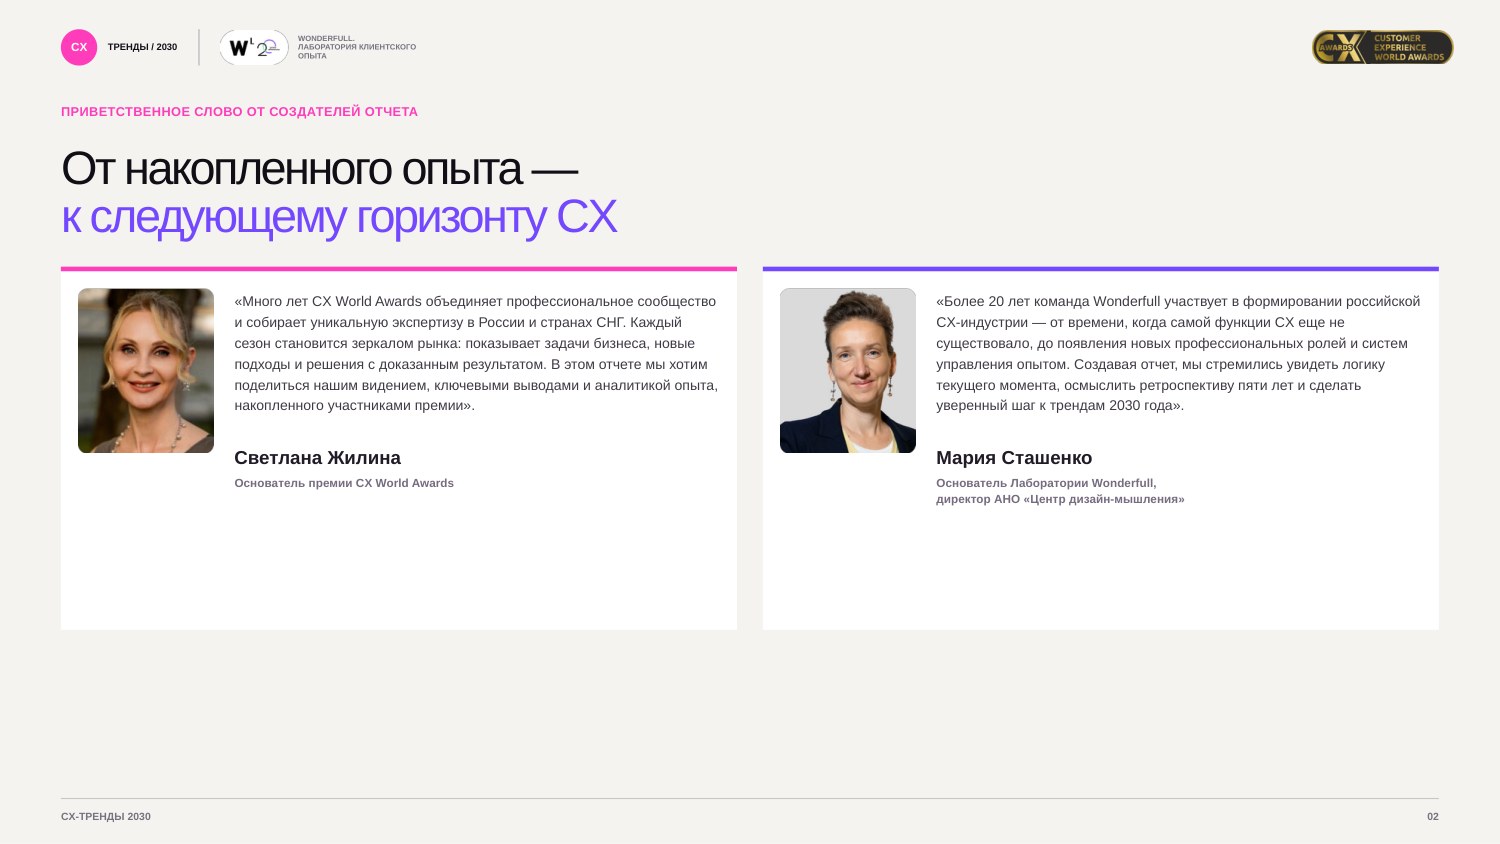 CX
ТРЕНДЫ / 2030
WL 20
WONDERFULL.
ЛАБОРАТОРИЯ КЛИЕНТСКОГО
ОПЫТА
AWARDS
CX
CUSTOMER
EXPERIENCE
WORLD AWARDS
ПРИВЕТСТВЕННОЕ СЛОВО ОТ СОЗДАТЕЛЕЙ ОТЧЕТА
От накопленного опыта —
к следующему горизонту CX
«Много лет CX World Awards объединяет профессиональное сообщество
и собирает уникальную экспертизу в России и странах СНГ. Каждый
сезон становится зеркалом рынка: показывает задачи бизнеса, новые
подходы и решения с доказанным результатом. В этом отчете мы хотим
поделиться нашим видением, ключевыми выводами и аналитикой опыта,
накопленного участниками премии».
Светлана Жилина
Основатель премии CX World Awards
«Более 20 лет команда Wonderfull участвует в формировании российской
CX-индустрии — от времени, когда самой функции CX еще не
существовало, до появления новых профессиональных ролей и систем
управления опытом. Создавая отчет, мы стремились увидеть логику
текущего момента, осмыслить ретроспективу пяти лет и сделать
уверенный шаг к трендам 2030 года».
Мария Сташенко
Основатель Лаборатории Wonderfull,
директор АНО «Центр дизайн-мышления»
CX-ТРЕНДЫ 2030
02